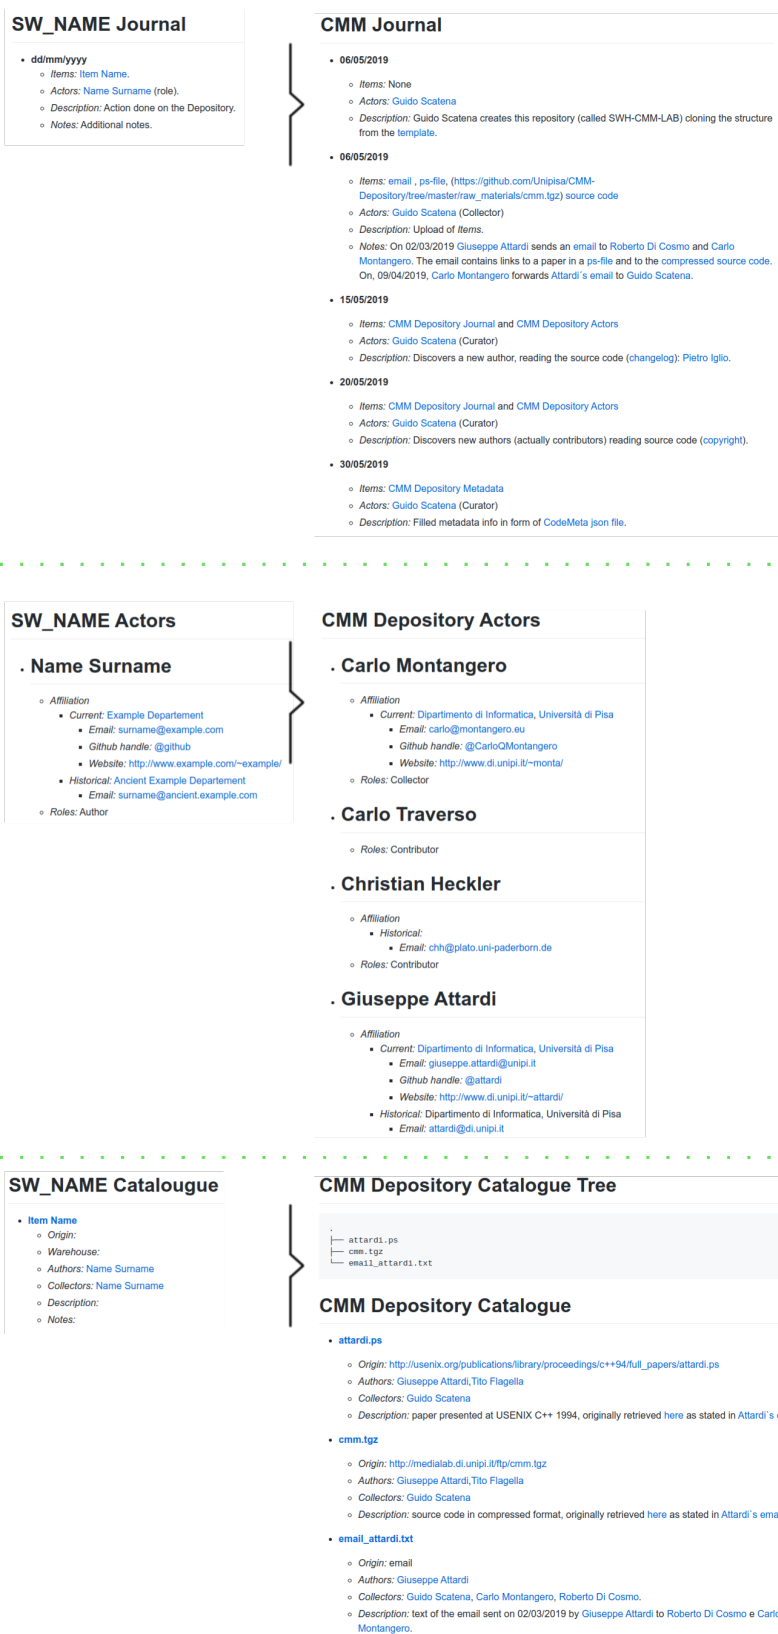 SW_NAME Journal
dd/mm/yyyy
Items: Item Name.
Actors: Name Surname (role).
Description: Action done on the Depository.
Notes: Additional notes.
CMM Journal
06/05/2019
Items: None
Actors: Guido Scatena
Description: Guido Scatena creates this repository (called SWH-CMM-LAB) cloning the structure
from the template.
06/05/2019
Items: email , ps-file, (https://github.com/Unipisa/CMM-
Depository/tree/master/raw_materials/cmm.tgz) source code
Actors: Guido Scatena (Collector)
Description: Upload of Items.
Notes: On 02/03/2019 Giuseppe Attardi sends an email to Roberto Di Cosmo and Carlo
Montangero. The email contains links to a paper in a ps-file and to the compressed source code.
On, 09/04/2019, Carlo Montangero forwards Attardi`s email to Guido Scatena.
15/05/2019
Items: CMM Depository Journal and CMM Depository Actors
Actors: Guido Scatena (Curator)
Description: Discovers a new author, reading the source code (changelog): Pietro Iglio.
20/05/2019
Items: CMM Depository Journal and CMM Depository Actors
Actors: Guido Scatena (Curator)
Description: Discovers new authors (actually contributors) reading source code (copyright).
30/05/2019
Items: CMM Depository Metadata
Actors: Guido Scatena (Curator)
Description: Filled metadata info in form of CodeMeta json file.
SW_NAME Actors
Name Surname
Affiliation
Current: Example Departement
Email: surname@example.com
Github handle: @github
Website: http://www.example.com/~example/
Historical: Ancient Example Departement
Email: surname@ancient.example.com
Roles: Author
CMM Depository Actors
Carlo Montangero
Affiliation
Current: Dipartimento di Informatica, Università di Pisa
Email: carlo@montangero.eu
Github handle: @CarloQMontangero
Website: http://www.di.unipi.it/~monta/
Roles: Collector
Carlo Traverso
Roles: Contributor
Christian Heckler
Affiliation
Historical:
Email: chh@plato.uni-paderborn.de
Roles: Contributor
Giuseppe Attardi
Affiliation
Current: Dipartimento di Informatica, Università di Pisa
Email: giuseppe.attardi@unipi.it
Github handle: @attardi
Website: http://www.di.unipi.it/~attardi/
Historical: Dipartimento di Informatica, Università di Pisa
Email: attardi@di.unipi.it
SW_NAME Catalougue
Item Name
Origin:
Warehouse:
Authors: Name Surname
Collectors: Name Surname
Description:
Notes:
CMM Depository Catalogue Tree
.
├── attardi.ps
├── cmm.tgz
└── email_attardi.txt
CMM Depository Catalogue
attardi.ps
Origin: http://usenix.org/publications/library/proceedings/c++94/full_papers/attardi.ps
Authors: Giuseppe Attardi,Tito Flagella
Collectors: Guido Scatena
Description: paper presented at USENIX C++ 1994, originally retrieved here as stated in Attardi`s
cmm.tgz
Origin: http://medialab.di.unipi.it/ftp/cmm.tgz
Authors: Giuseppe Attardi,Tito Flagella
Collectors: Guido Scatena
Description: source code in compressed format, originally retrieved here as stated in Attardi`s ema
email_attardi.txt
Origin: email
Authors: Giuseppe Attardi
Collectors: Guido Scatena, Carlo Montangero, Roberto Di Cosmo.
Description: text of the email sent on 02/03/2019 by Giuseppe Attardi to Roberto Di Cosmo e Carlo
Montangero.